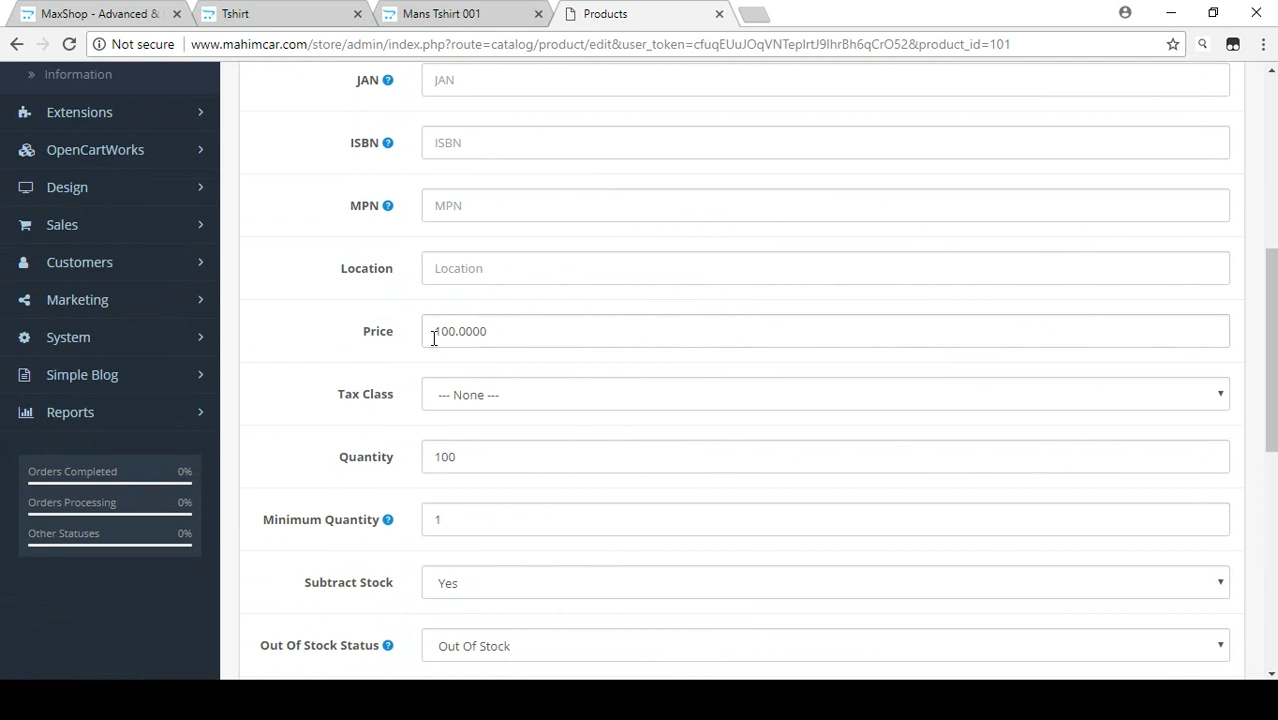 MaxShop - Advanced &
Tshirt
Mans Tshirt 001
Products
Not secure
www.mahimcar.com/store/admin/index.php?route=catalog/product/edit&user_token=cfuqEUuJOqVNTepIrtJ9IhrBh6qCrO52&product_id=101
» Information
Extensions
OpenCartWorks
Design
Sales
Customers
Marketing
System
Simple Blog
Reports
Orders Completed 0%
Orders Processing 0%
Other Statuses 0%
JAN ? JAN
ISBN ? ISBN
MPN ? MPN
Location Location
Price 100.0000
Tax Class --- None ---
Quantity 100
Minimum Quantity ? 1
Subtract Stock Yes
Out Of Stock Status ? Out Of Stock